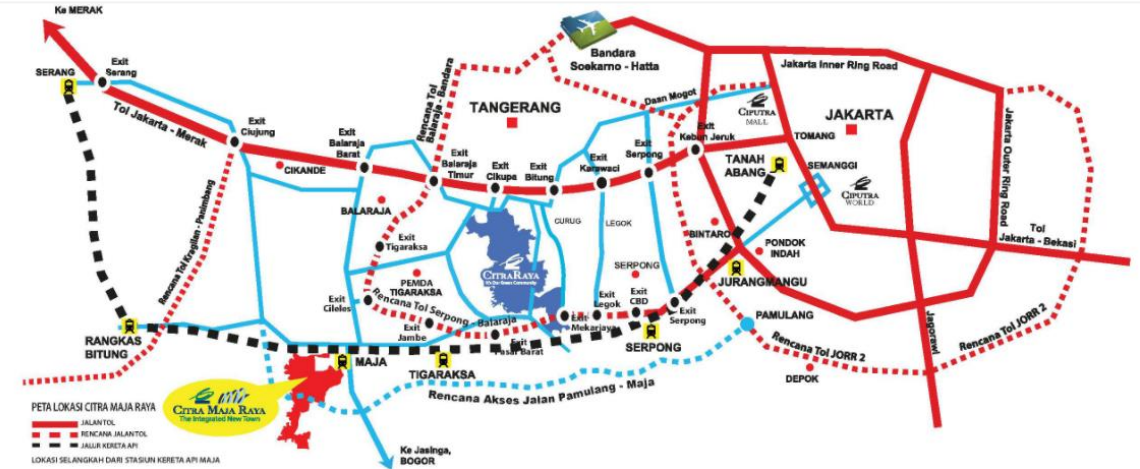 Ke MERAK
SERANG
Exit
Serang
Tol Jakarta - Merak
Exit
Ciujung
CIKANDE
Rencana Tol Kragilan - Panimbang
Exit
Balaraja
Barat
BALARAJA
Rencana Tol
Balaraja - Bandara
Exit
Balaraja
Timur
TANGERANG
Exit
Cikupa
Exit
Bitung
Exit
Karawaci
Exit
Serpong
Exit
Kebon Jeruk
Bandara
Soekarno - Hatta
Daan Mogot
Jakarta Inner Ring Road
CIPUTRA
MALL
JAKARTA
TOMANG
TANAH
ABANG
SEMANGGI
CIPUTRA
WORLD
Jakarta Outer Ring Road
Tol
Jakarta - Bekasi
CURUG
LEGOK
BINTARO
PONDOK
INDAH
JURANGMANGU
SERPONG
Exit
Tigaraksa
PEMDA
TIGARAKSA
CITRARAYA
Exit
Cileles
Rencana Tol Serpong - Balaraja
Exit
Jambe
Exit
Pasar Barat
Exit
Mekarjaya
Exit
Legok
Exit
CBD
Exit
Serpong
SERPONG
PAMULANG
Rencana Tol JORR 2
Rencana Tol JORR 2
Jagorawi
DEPOK
RANGKAS
BITUNG
MAJA
TIGARAKSA
Rencana Akses Jalan Pamulang - Maja
CITRA MAJA RAYA
The Integrated New Town
Ke Jasinga,
BOGOR
PETA LOKASI CITRA MAJA RAYA
JALAN TOL
RENCANA JALAN TOL
JALUR KERETA API
LOKASI SELANGKAH DARI STASIUN KERETA API MAJA